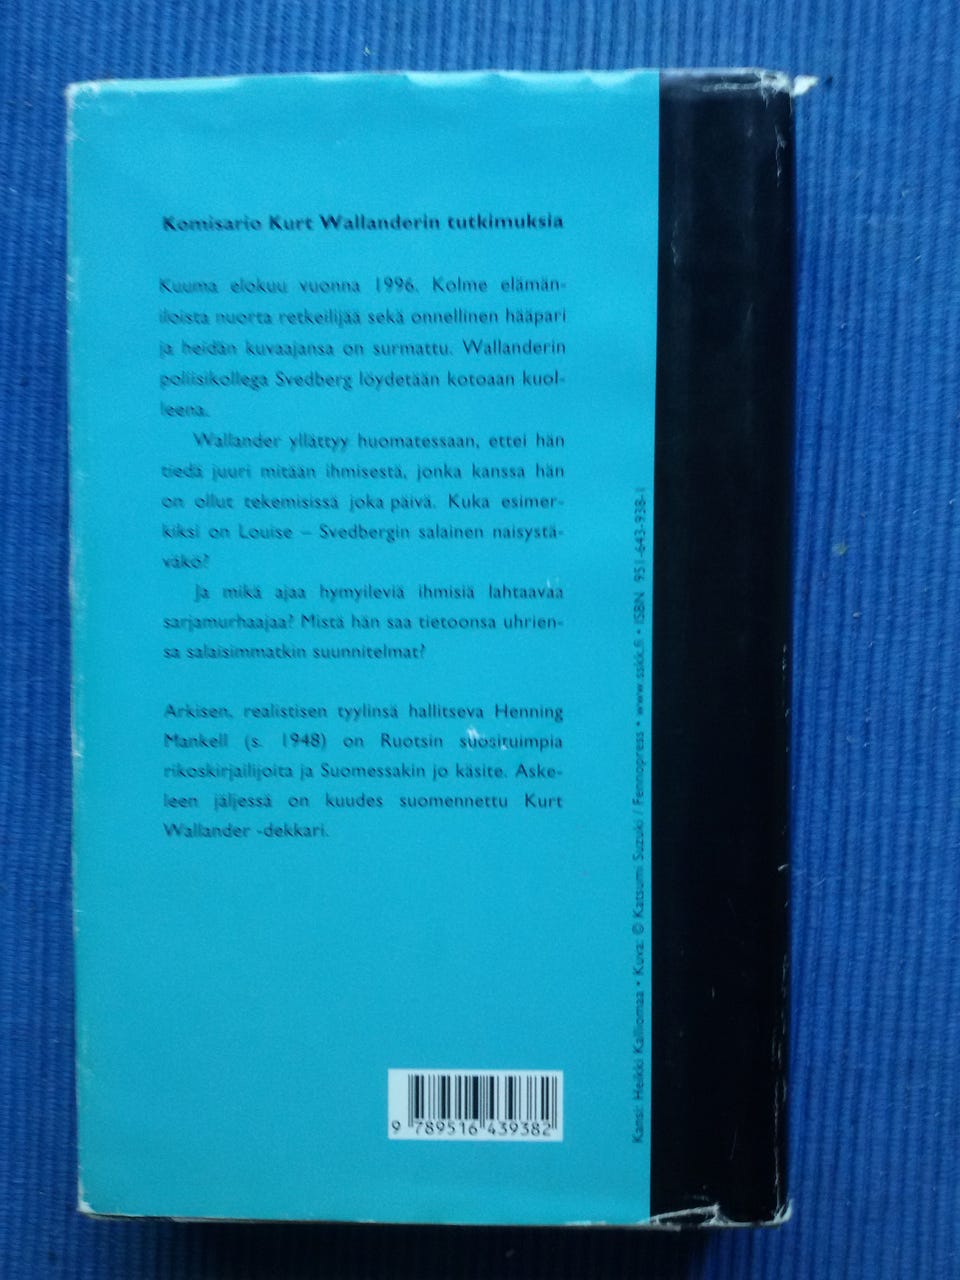 Komisario Kurt Wallanderin tutkimuksia
Kuuma elokuu vuonna 1996. Kolme elämän-
iloista nuorta retkeilijää sekä onnellinen hääpari
ja heidän kuvaajansa on surmattu. Wallanderin
poliisikollega Svedberg löydetään kotoaan kuol-
leena.
Wallander yllättyy huomatessaan, ettei hän
tiedä juuri mitään ihmisestä, jonka kanssa hän
on ollut tekemisissä joka päivä. Kuka esimer-
kiksi on Louise – Svedbergin salainen naisystä-
väkö?
Ja mikä ajaa hymyileviä ihmisiä lahtaavaa
sarjamurhaajaa? Mistä hän saa tietoonsa uhrien-
sa salaisimmatkin suunnitelmat?
Arkisen, realistisen tyylinsä hallitseva Henning
Mankell (s. 1948) on Ruotsin suosituimpia
rikoskirjailijoita ja Suomessakin jo käsite. Aske-
leen jäljessä on kuudes suomennettu Kurt
Wallander -dekkari.
Kansi: Heikki Kalliomaa • Kuva: © Katsumi Suzuki / Fennopress • www.sskk.fi • ISBN 951-643-938-1
9 789516 439382